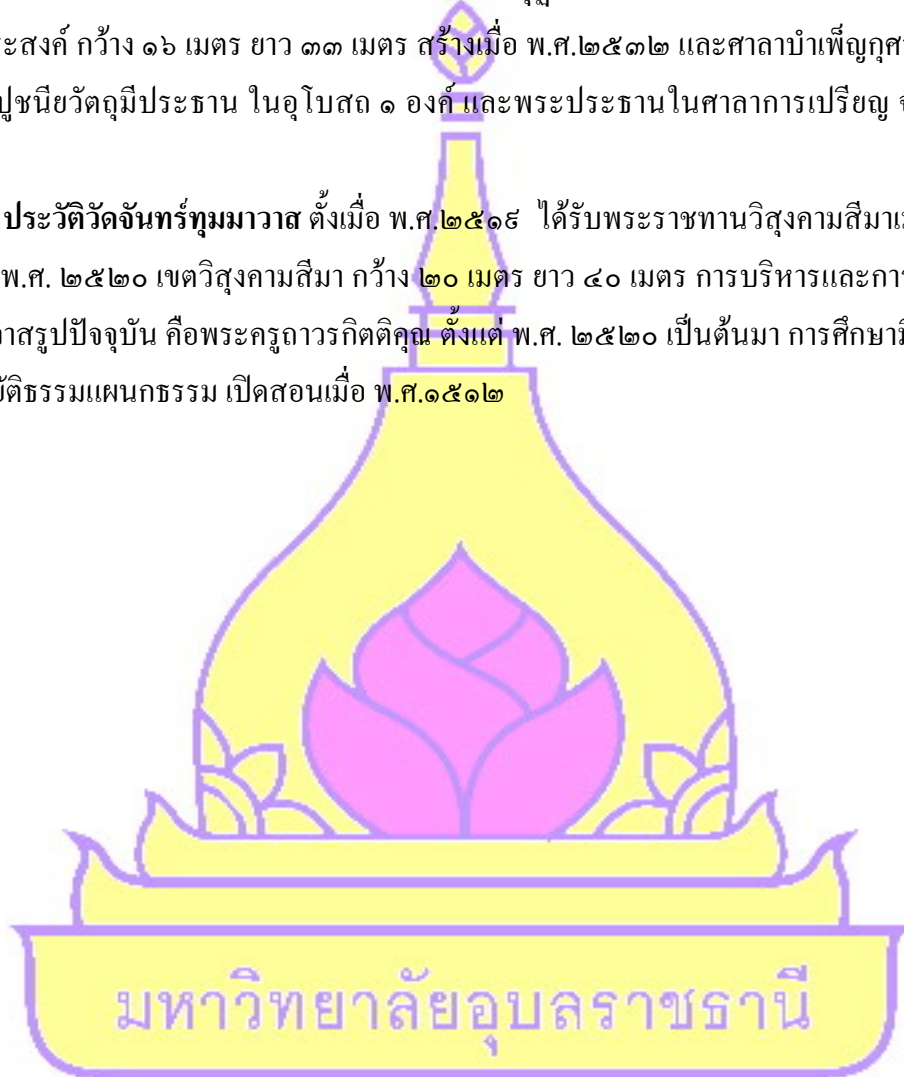 ะสงค์ กว้าง ๑๖ เมตร ยาว ๓๓ เมตร สร้างเมื่อ พ.ศ.๒๕๓๒ และศาลาบำเพ็ญกุศ
ปูชนียวัตถุมีประธาน ในอุโบสถ ๑ องค์ และพระประธานในศาลาการเปรียญ
ประวัติวัดจันทร์ทุมมาวาส ตั้งเมื่อ พ.ศ.๒๕๑๙ ได้รับพระราชทานวิสุงคามสีมาเ
พ.ศ. ๒๕๒๐ เขตวิสุงคามสีมา กว้าง ๒๐ เมตร ยาว ๔๐ เมตร การบริหารและการ
าสรูปปัจจุบัน คือพระครูถาวรกิตติคุณ ตั้งแต่ พ.ศ. ๒๕๒๐ เป็นต้นมา การศึกษามี
ัติธรรมแผนกธรรม เปิดสอนเมื่อ พ.ศ.๑๕๑๒
มหาวิทยาลัยอุบลราชธานี